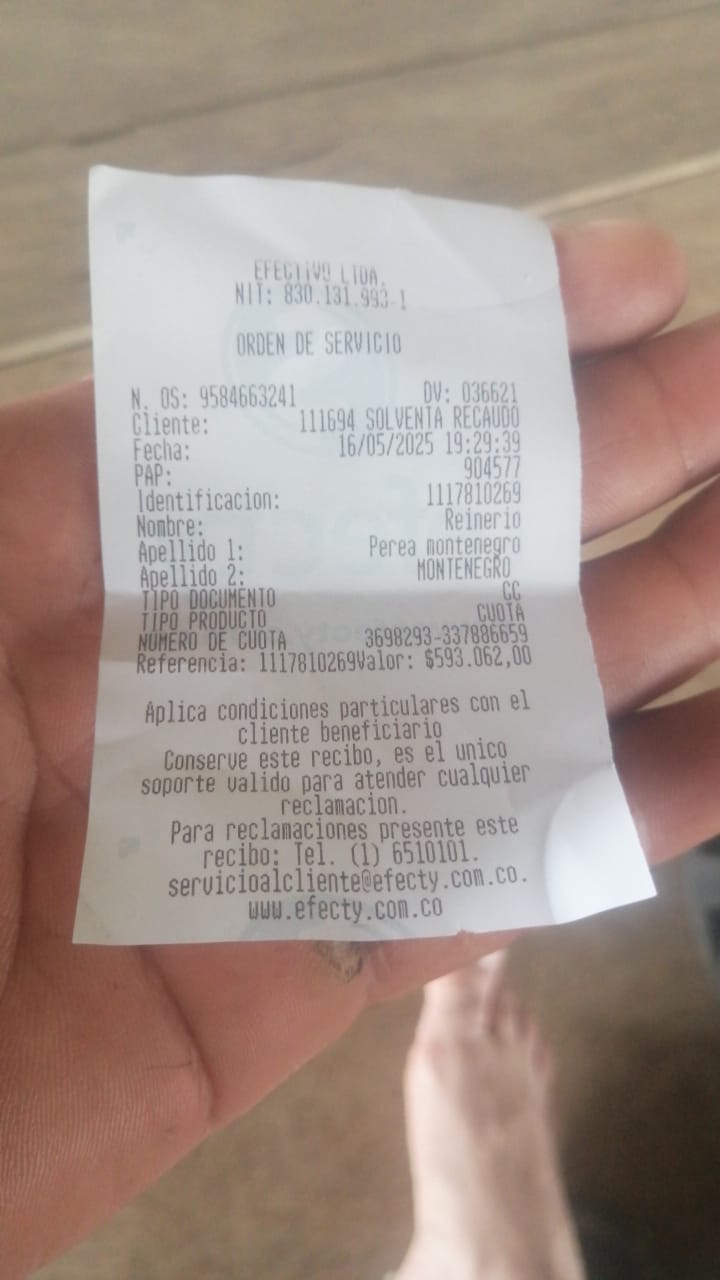 EFECTIVO LTDA.
NIT: 830.131.993-1
ORDEN DE SERVICIO
N. OS: 9584663241 DV: 036621
Cliente: 111694 SOLVENTA RECAUDO
Fecha: 16/05/2025 19:29:39
PAP: 904577
Identificacion: 1117810269
Nombre: Reinerio
Apellido 1: Perea montenegro
Apellido 2: MONTENEGRO
TIPO DOCUMENTO CC
TIPO PRODUCTO CUOTA
NUMERO DE CUOTA 3698293-337886659
Referencia: 1117810269Valor: $593.062,00
Aplica condiciones particulares con el
cliente beneficiario
Conserve este recibo, es el unico
soporte valido para atender cualquier
reclamacion.
Para reclamaciones presente este
recibo: Tel. (1) 6510101.
servicioalcliente@efecty.com.co.
www.efecty.com.co